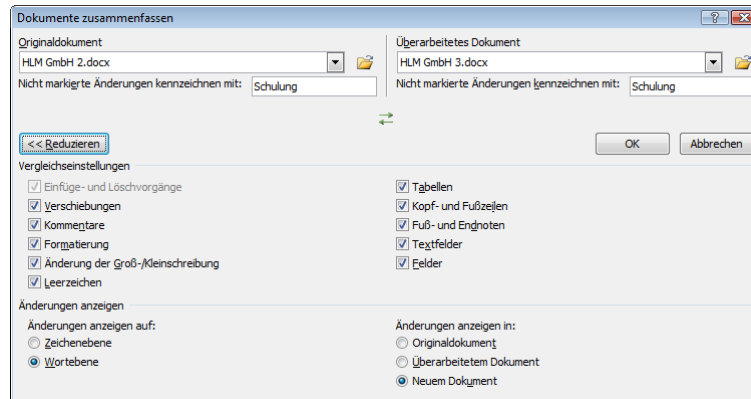 Dokumente zusammenfassen
Originaldokument
HLM GmbH 2.docx
Nicht markierte Änderungen kennzeichnen mit: Schulung
Überarbeitetes Dokument
HLM GmbH 3.docx
Nicht markierte Änderungen kennzeichnen mit: Schulung
<< Reduzieren
OK
Abbrechen
Vergleichseinstellungen
Einfüge- und Löschvorgänge
Verschiebungen
Kommentare
Formatierung
Änderung der Groß-/Kleinschreibung
Leerzeichen
Tabellen
Kopf- und Fußzeilen
Fuß- und Endnoten
Textfelder
Felder
Änderungen anzeigen
Änderungen anzeigen auf:
Zeichenebene
Wortebene
Änderungen anzeigen in:
Originaldokument
Überarbeitetem Dokument
Neuem Dokument